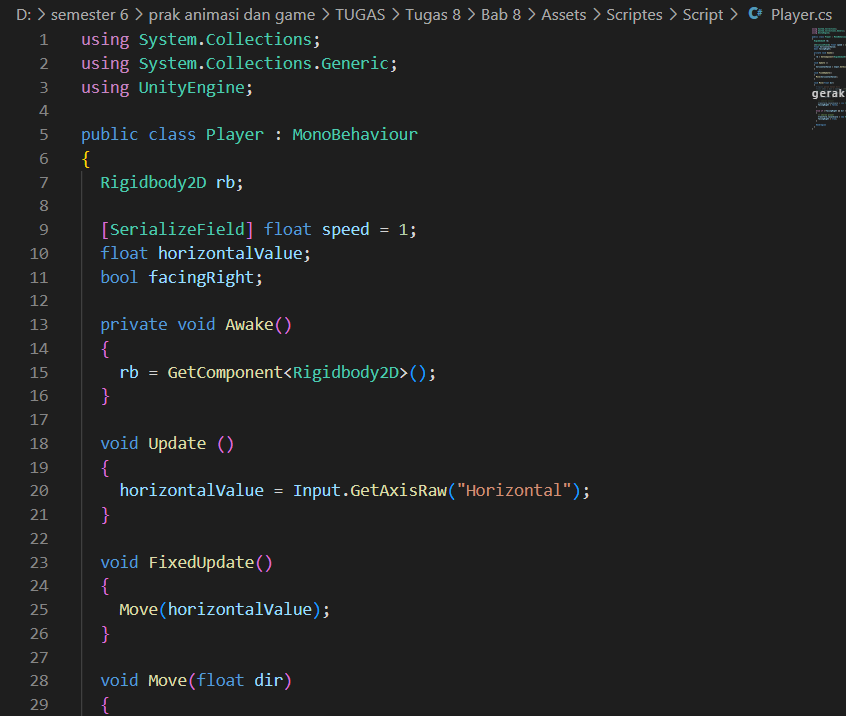 D: > semester 6 > prak animasi dan game > TUGAS > Tugas 8 > Bab 8 > Assets > Scriptes > Script > C# Player.cs
1 using System.Collections;
2 using System.Collections.Generic;
3 using UnityEngine;
4
5 public class Player : MonoBehaviour
6 {
7 Rigidbody2D rb;
8
9 [SerializeField] float speed = 1;
10 float horizontalValue;
11 bool facingRight;
12
13 private void Awake()
14 {
15 rb = GetComponent<Rigidbody2D>();
16 }
17
18 void Update ()
19 {
20 horizontalValue = Input.GetAxisRaw("Horizontal");
21 }
22
23 void FixedUpdate()
24 {
25 Move(horizontalValue);
26 }
27
28 void Move(float dir)
29 {
gerak